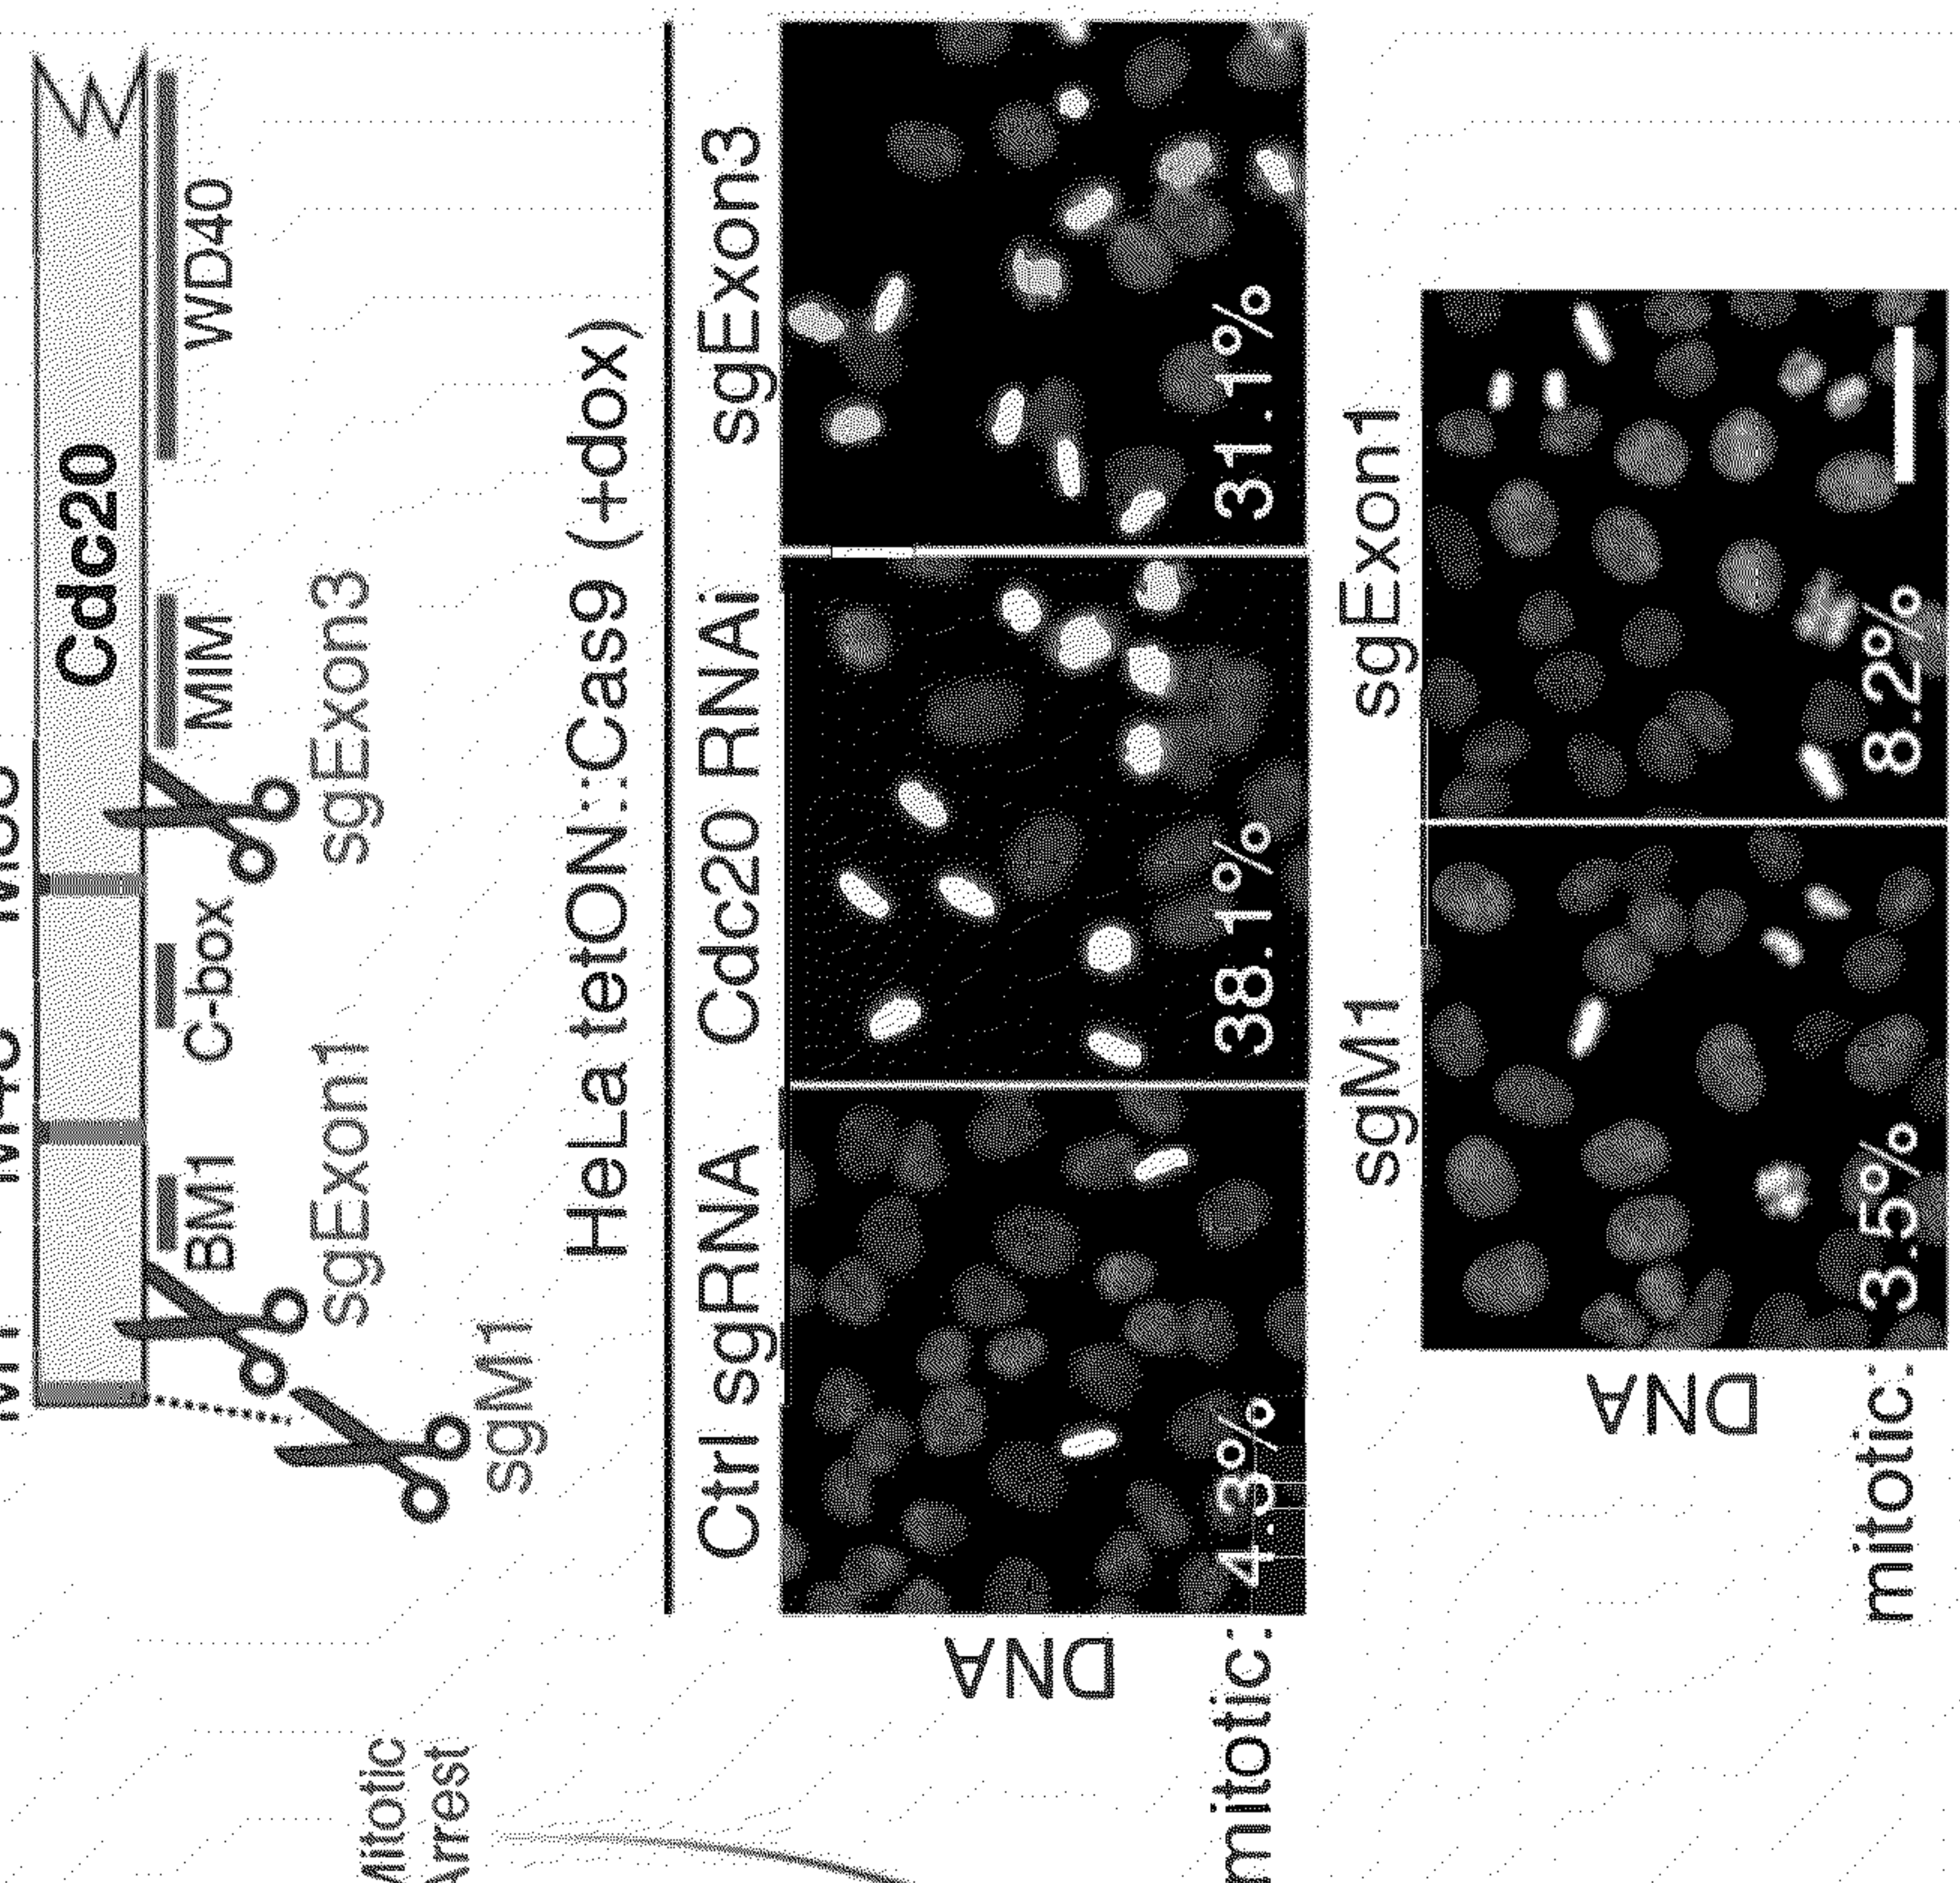 Cdc20
BM1
C-box
MIM
WD40
sgExon1
sgExon3
sgM1
HeLa tetON::Cas9 (+dox)
Ctrl sgRNA
Cdc20 RNAi
sgExon3
DNA
mitotic:
4.3%
38.1%
31.1%
sgM1
sgExon1
DNA
mitotic:
3.5%
8.2%
Mitotic
Arrest